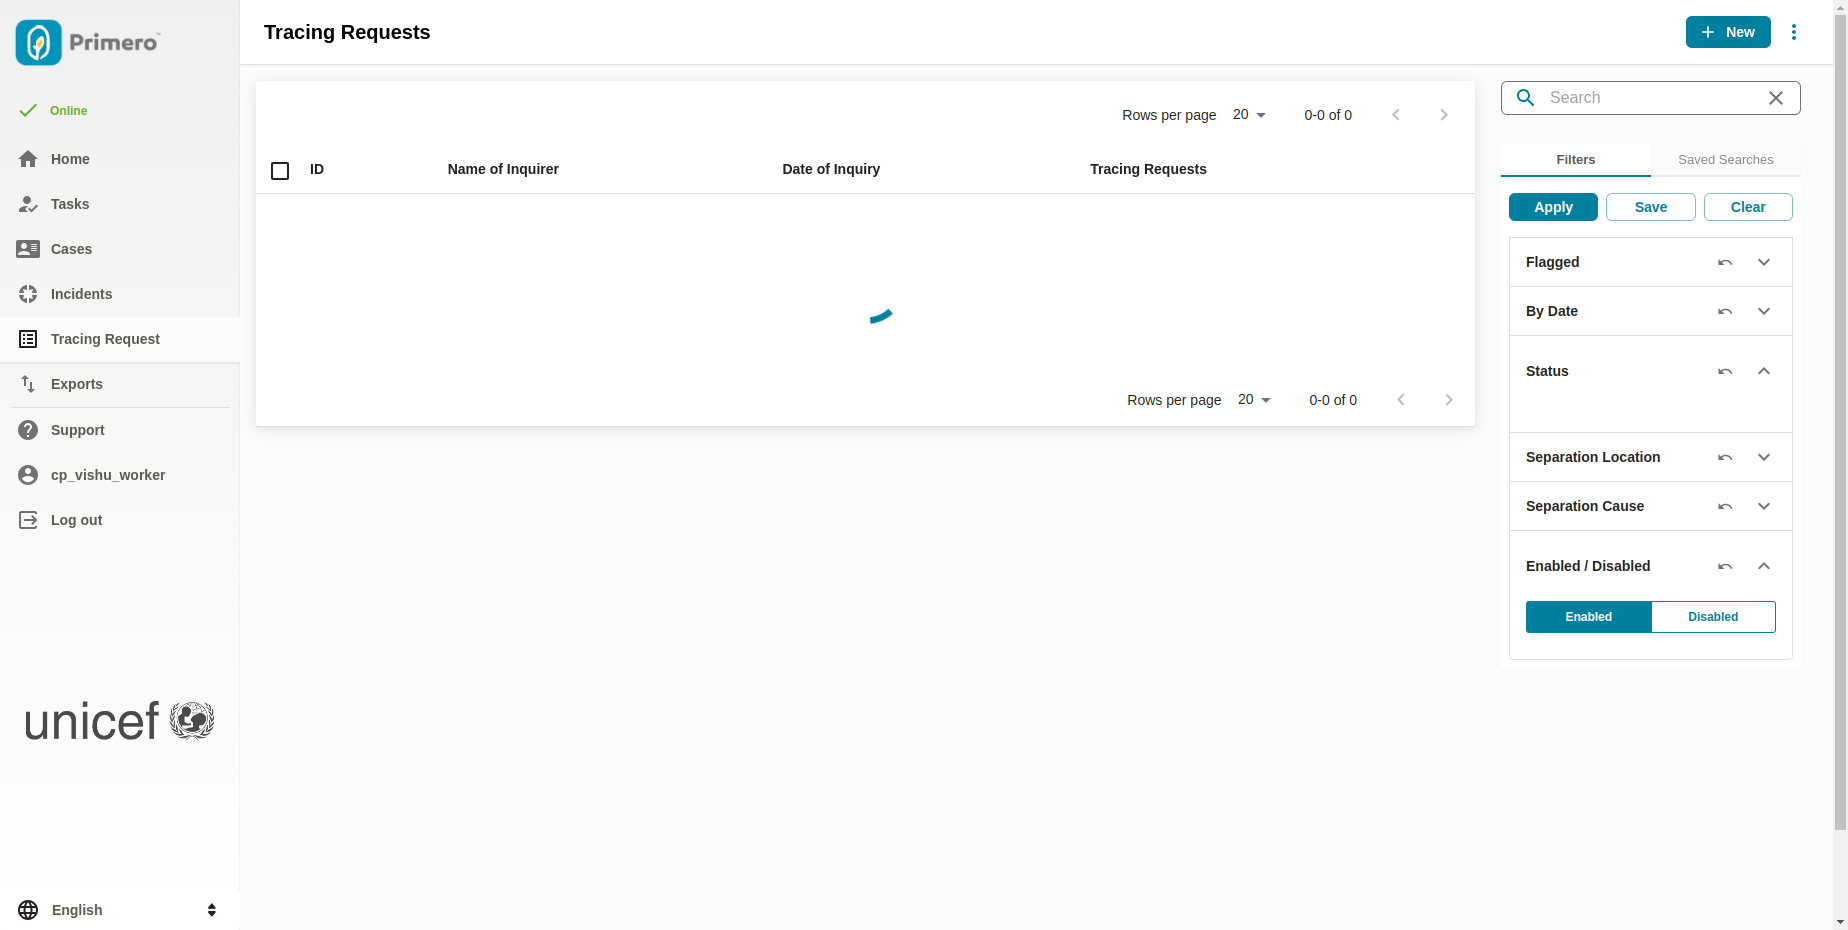 Primero™
Online
Home
Tasks
Cases
Incidents
Tracing Request
Exports
Support
cp_vishu_worker
Log out
unicef
English
Tracing Requests
New
Rows per page 20 0-0 of 0
ID Name of Inquirer Date of Inquiry Tracing Requests
Rows per page 20 0-0 of 0
Search
Filters Saved Searches
Apply Save Clear
Flagged
By Date
Status
Separation Location
Separation Cause
Enabled / Disabled
Enabled Disabled